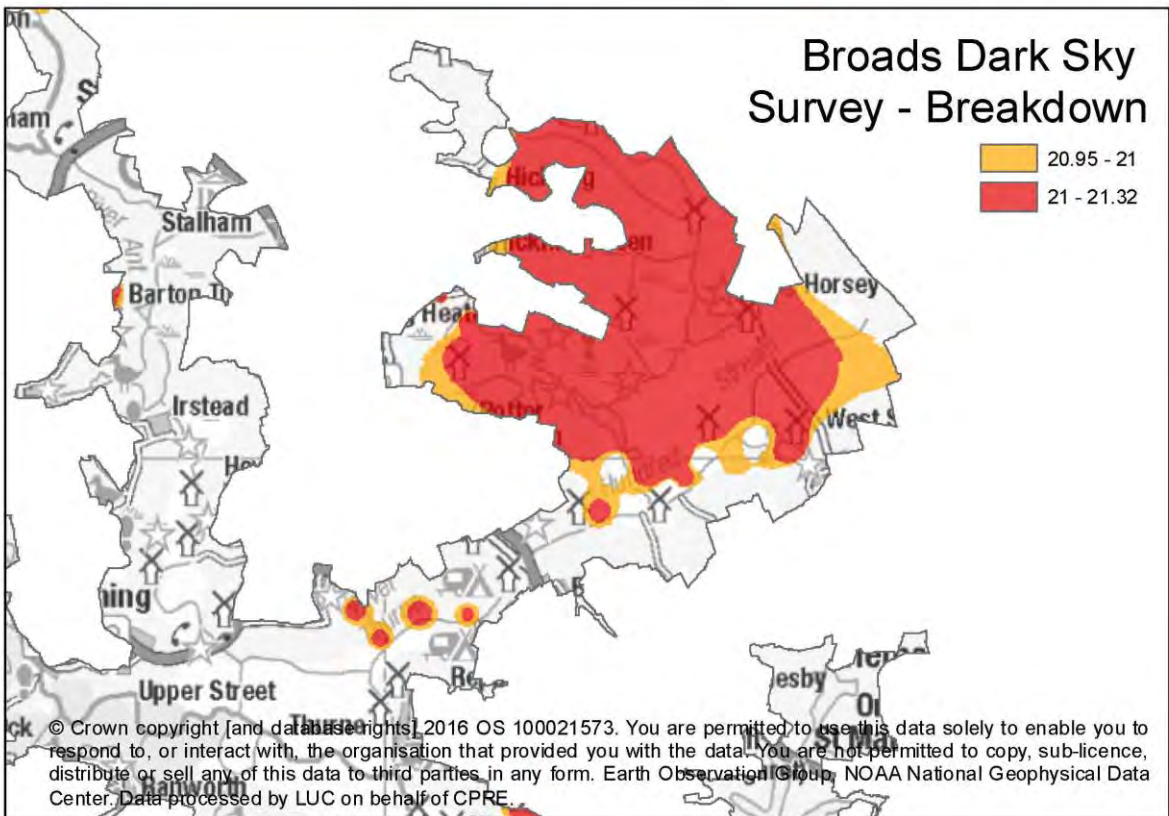 Broads Dark Sky
Survey - Breakdown
20.95 - 21
21 - 21.32
Stalham
Horsey
Irstead
Upper Street
Thurne
Ranworth
© Crown copyright [and database rights] 2016 OS 100021573. You are permitted to use this data solely to enable you to
respond to, or interact with, the organisation that provided you with the data. You are not permitted to copy, sub-licence,
distribute or sell any of this data to third parties in any form. Earth Observation Group, NOAA National Geophysical Data
Center. Data processed by LUC on behalf of CPRE.